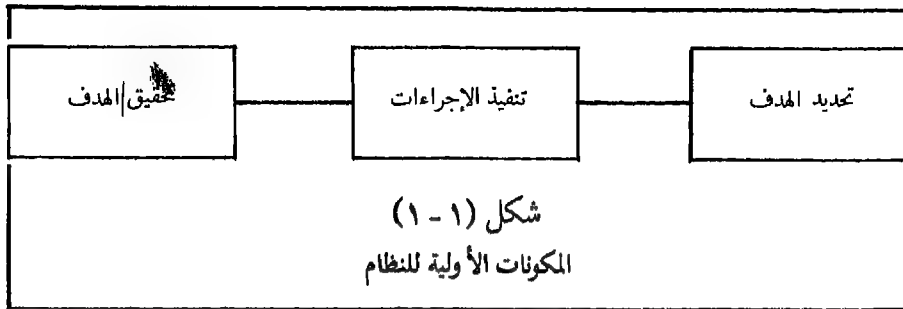 تحديد الهدف
تنفيذ الإجراءات
تحقيق الهدف
شكل (١ - ١)
المكونات الأولية للنظام